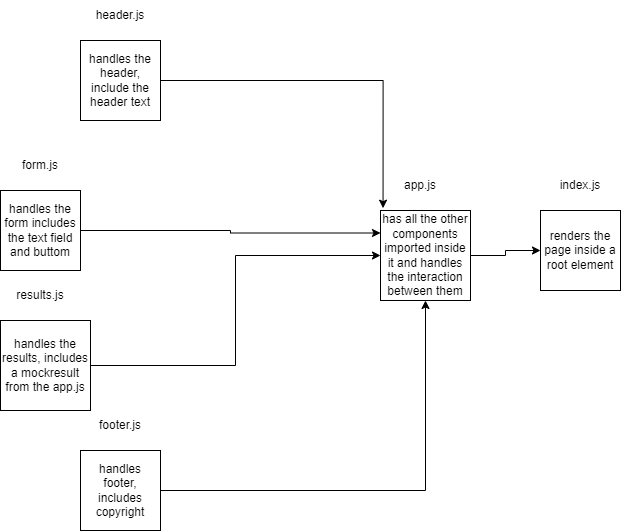 header.js
handles the
header,
include the
header text
form.js
handles the
form includes
the text field
and buttom
results.js
handles the
results, includes
a mockresult
from the app.js
footer.js
handles
footer,
includes
copyright
app.js
has all the other
components
imported inside
it and handles
the interaction
between them
index.js
renders the
page inside a
root element